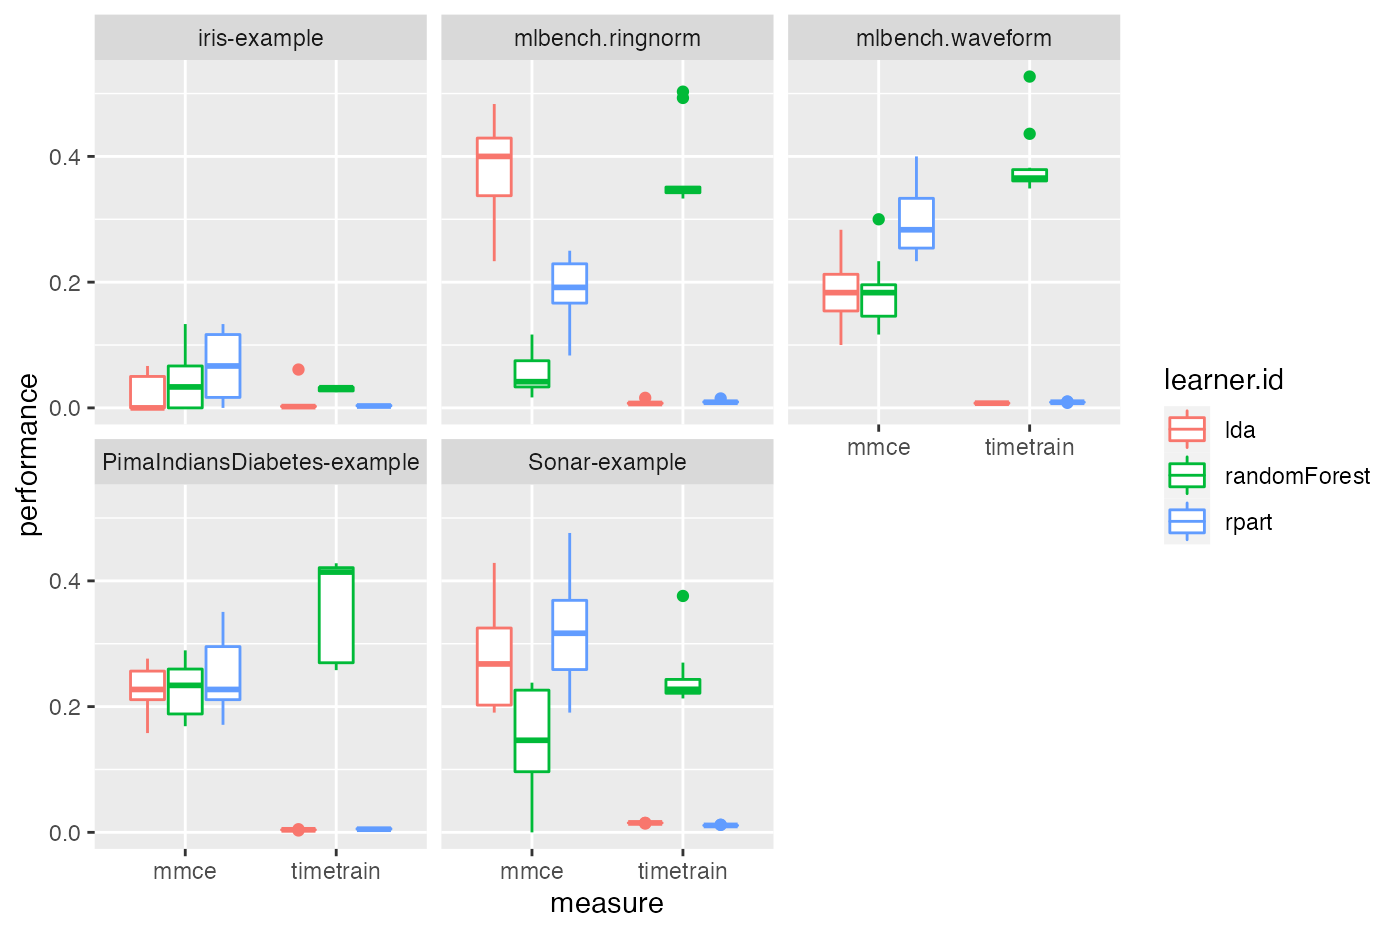 iris-example
mlbench.ringnorm
mlbench.waveform
0.4
0.2
0.0
mmce
timetrain
PimaIndiansDiabetes-example
Sonar-example
0.4
0.2
0.0
mmce
timetrain
mmce
timetrain
performance
measure
learner.id
lda
randomForest
rpart